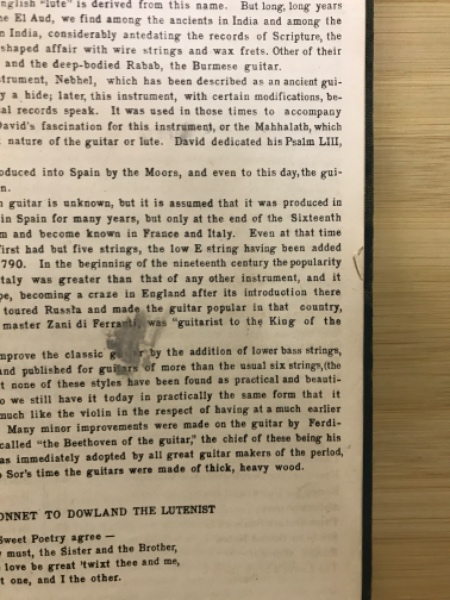 nglish "lute" is derived from this name. But long, long years
e El Aud, we find among the ancients in India and among the
n India, considerably antedating the records of Scripture, the
shaped affair with wire strings and wax frets. Other of their
and the deep-bodied Rabab, the Burmese guitar.
strument, Nebhel, which has been described as an ancient gui-
y a hide; later, this instrument, with certain modifications, be-
al records speak. It was used in those times to accompany
David's fascination for this instrument, or the Mahhalath, which
nature of the guitar or lute. David dedicated his Psalm LIII,
oduced into Spain by the Moors, and even to this day, the gui-
n.
n guitar is unknown, but it is assumed that it was produced in
in Spain for many years, but only at the end of the Sixteenth
m and become known in France and Italy. Even at that time
first had but five strings, the low E string having been added
790. In the beginning of the nineteenth century the popularity
taly was greater than that of any other instrument, and it
pe, becoming a craze in England after its introduction there
toured Russia and made the guitar popular in that country,
master Zani di Ferranti, was "guitarist to the King of the
mprove the classic guitar by the addition of lower bass strings,
and published for guitars of more than the usual six strings, (the
t none of these styles have been found as practical and beauti-
o we still have it today in practically the same form that it
much like the violin in the respect of having at a much earlier
Many minor improvements were made on the guitar by Ferdi-
called "the Beethoven of the guitar," the chief of these being his
as immediately adopted by all great guitar makers of the period,
o Sor's time the guitars were made of thick, heavy wood.
ONNET TO DOWLAND THE LUTENIST
Sweet Poetry agree —
y must, the Sister and the Brother,
e love be great 'twixt thee and me,
t one, and I the other.